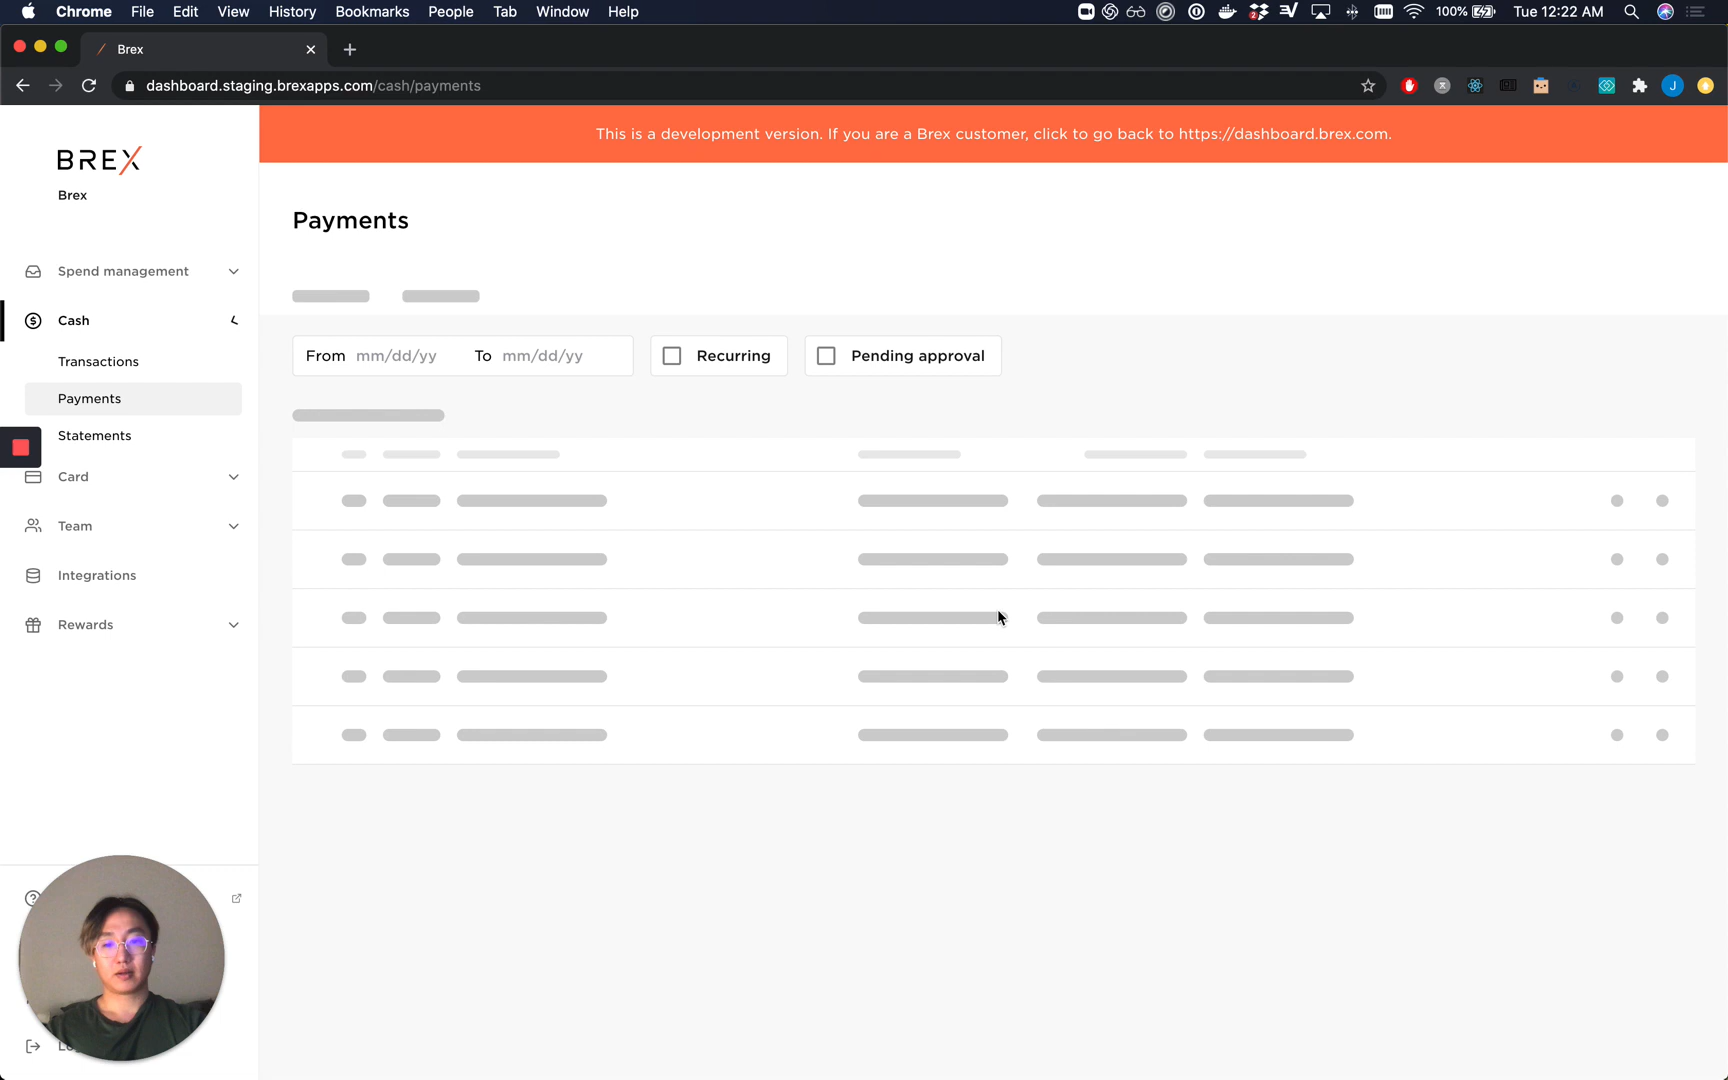 Chrome File Edit View History Bookmarks People Tab Window Help
100%
Tue 12:22 AM
Brex
dashboard.staging.brexapps.com/cash/payments
J
This is a development version. If you are a Brex customer, click to go back to https://dashboard.brex.com.
BREX
Brex
Spend management
Cash
Transactions
Payments
Statements
Card
Team
Integrations
Rewards
Payments
From mm/dd/yy To mm/dd/yy
Recurring
Pending approval